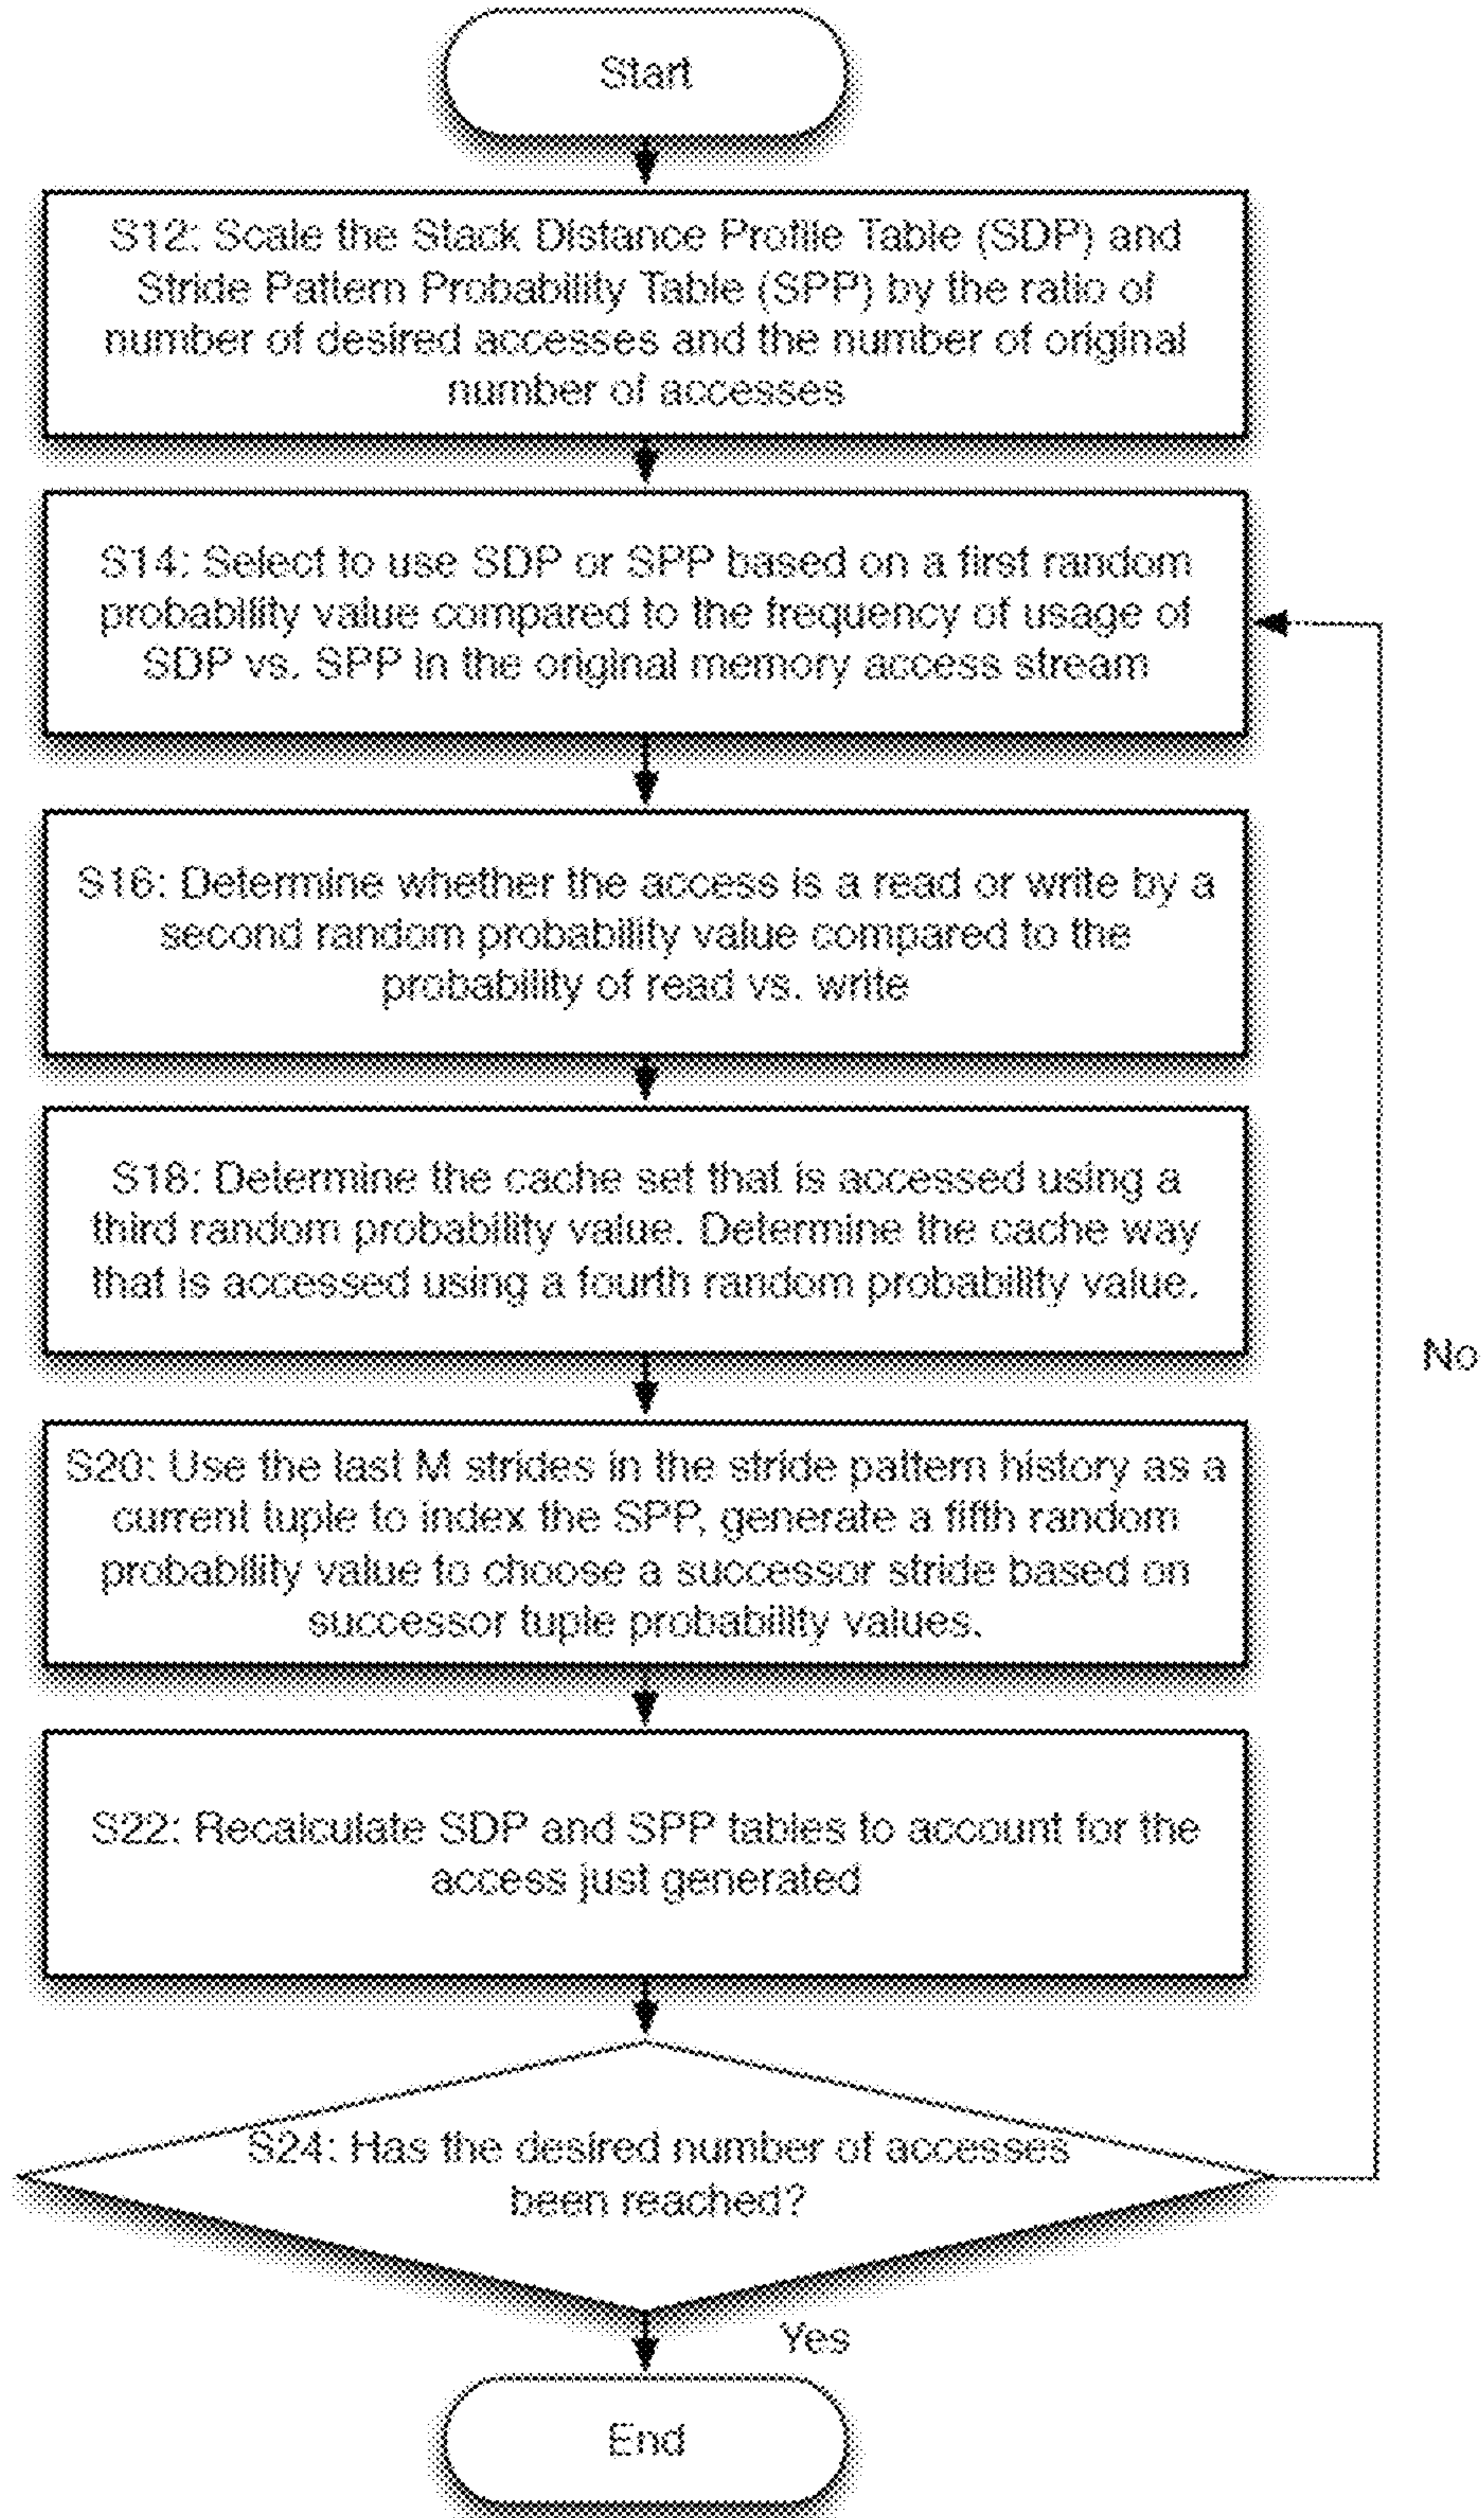 Start
S12: Scale the Stack Distance Profile Table (SDP) and
Stride Pattern Probability Table (SPP) by the ratio of
number of desired accesses and the number of original
number of accesses
S14: Select to use SDP or SPP based on a first random
probability value compared to the frequency of usage of
SDP vs. SPP in the original memory access stream
S16: Determine whether the access is a read or write by a
second random probability value compared to the
probability of read vs. write
S18: Determine the cache set that is accessed using a
third random probability value. Determine the cache way
that is accessed using a fourth random probability value.
No
S20: Use the last M strides in the stride pattern history as a
current tuple to index the SPP, generate a fifth random
probability value to choose a successor stride based on
successor tuple probability values.
S22: Recalculate SDP and SPP tables to account for the
access just generated
S24: Has the desired number of accesses
been reached?
Yes
End